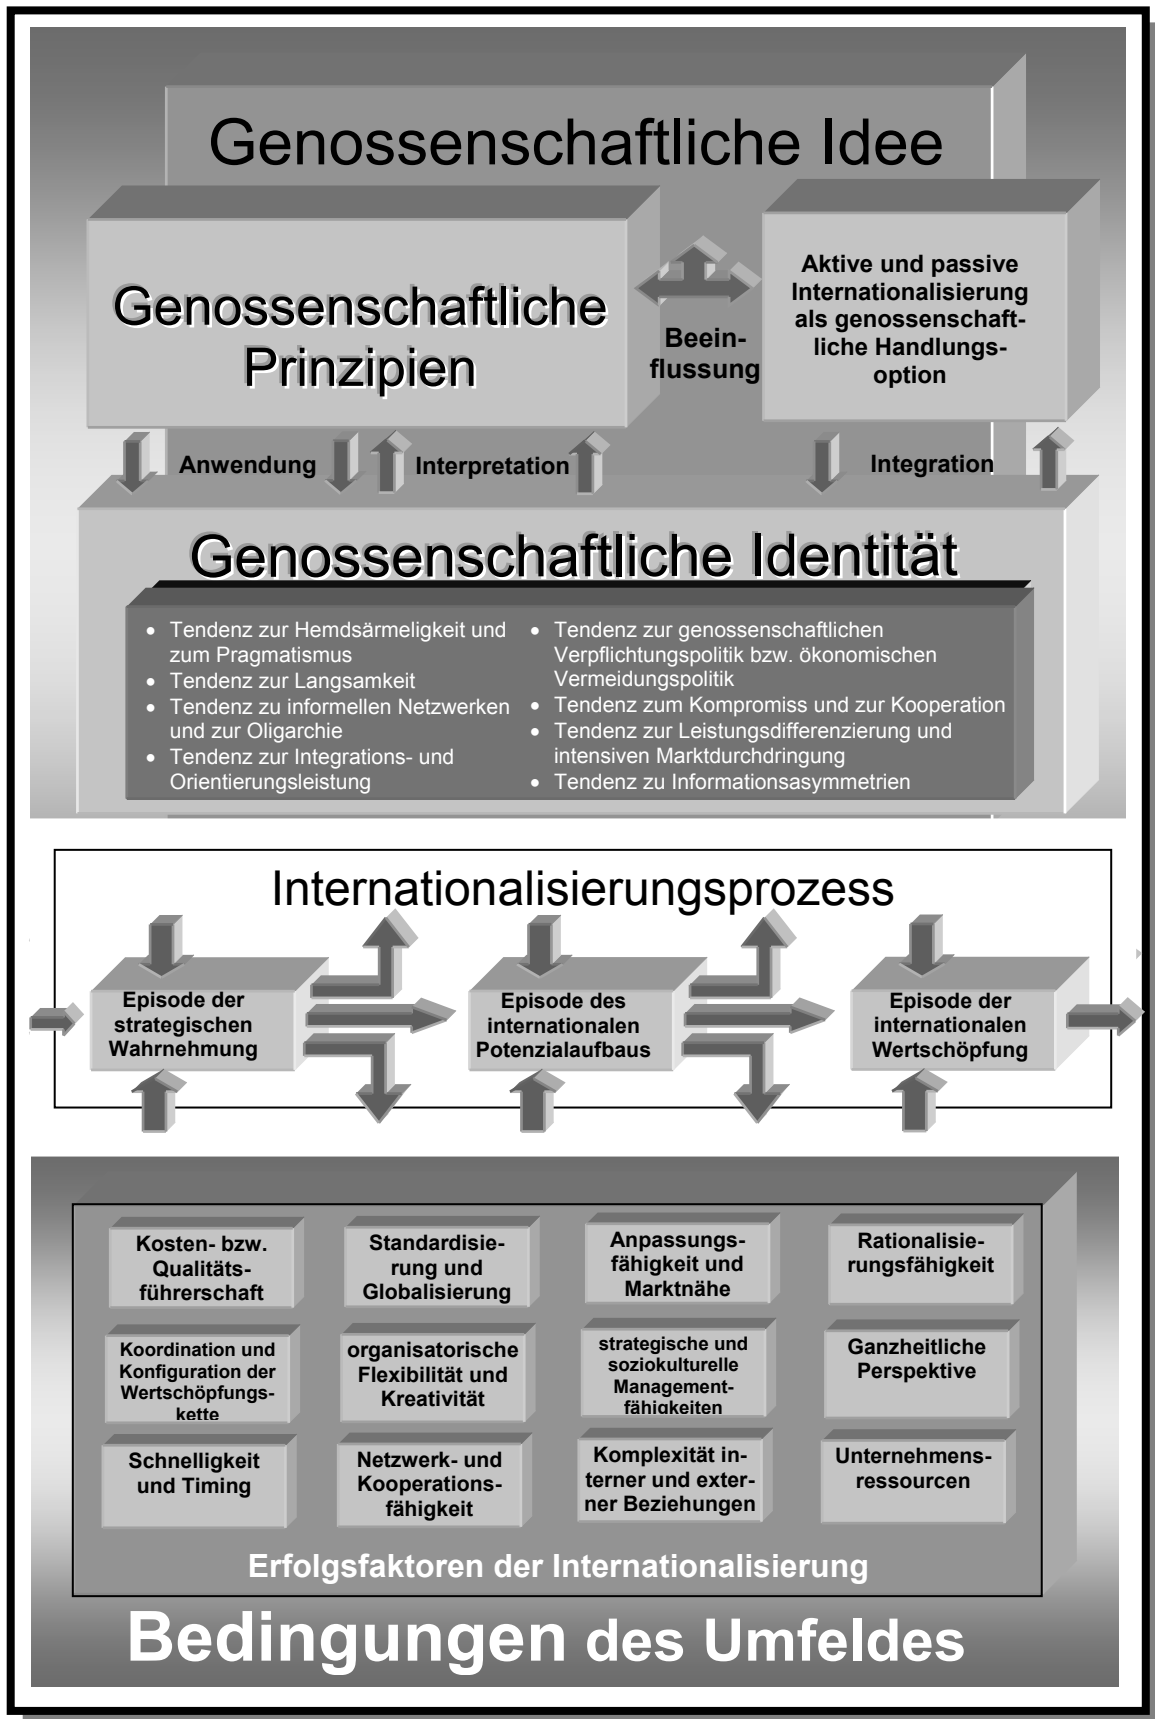 Genossenschaftliche Idee
Genossenschaftliche
Prinzipien
Beein-
flussung
Aktive und passive
Internationalisierung
als genossenschaft-
liche Handlungs-
option
Anwendung
Interpretation
Integration
Genossenschaftliche Identität
• Tendenz zur Hemdsärmeligkeit und
zum Pragmatismus
• Tendenz zur Langsamkeit
• Tendenz zu informellen Netzwerken
und zur Oligarchie
• Tendenz zur Integrations- und
Orientierungsleistung
• Tendenz zur genossenschaftlichen
Verpflichtungspolitik bzw. ökonomischen
Vermeidungspolitik
• Tendenz zum Kompromiss und zur Kooperation
• Tendenz zur Leistungsdifferenzierung und
intensiven Marktdurchdringung
• Tendenz zu Informationsasymmetrien
Internationalisierungsprozess
Episode der
strategischen
Wahrnehmung
Episode des
internationalen
Potenzialaufbaus
Episode der
internationalen
Wertschöpfung
Kosten- bzw.
Qualitäts-
führerschaft
Standardisie-
rung und
Globalisierung
Anpassungs-
fähigkeit und
Marktnähe
Rationalisie-
rungsfähigkeit
Koordination und
Konfiguration der
Wertschöpfungs-
kette
organisatorische
Flexibilität und
Kreativität
strategische und
soziokulturelle
Management-
fähigkeiten
Ganzheitliche
Perspektive
Schnelligkeit
und Timing
Netzwerk- und
Kooperations-
fähigkeit
Komplexität in-
terner und exter-
ner Beziehungen
Unternehmens-
ressourcen
Erfolgsfaktoren der Internationalisierung
Bedingungen des Umfeldes